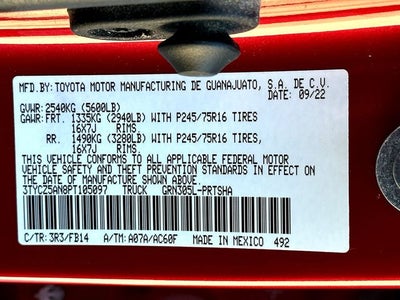 MFD.BY: TOYOTA MOTOR MANUFACTURING DE GUANAJUATO, S.A. DE C.V.
DATE: 09/22
GVWR: 2540KG (5600LB)
GAWR: FRT. 1335KG (2940LB) WITH P245/75R16 TIRES
16X7J RIMS,
RR. 1490KG (3280LB) WITH P245/75R16 TIRES,
16X7J RIMS.
THIS VEHICLE CONFORMS TO ALL APPLICABLE FEDERAL MOTOR
VEHICLE SAFETY AND THEFT PREVENTION STANDARDS IN EFFECT ON
THE DATE OF MANUFACTURE SHOWN ABOVE.
3TYCZ5AN8PT105097 TRUCK GRN305L-PRTSHA
C/TR: 3R3/FB14 A/TM: A07A/AC60F MADE IN MEXICO 492